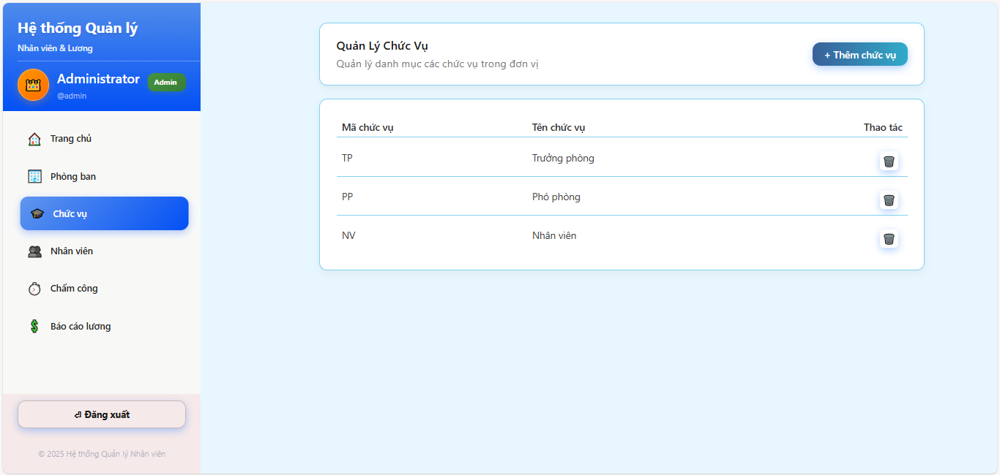 Hệ thống Quản lý
Nhân viên & Lương
Administrator
Admin
@admin
Trang chủ
Phòng ban
Chức vụ
Nhân viên
Chấm công
Báo cáo lương
Đăng xuất
© 2025 Hệ thống Quản lý Nhân viên
Quản Lý Chức Vụ
Quản lý danh mục các chức vụ trong đơn vị
+ Thêm chức vụ
Mã chức vụ Tên chức vụ Thao tác
TP Trưởng phòng
PP Phó phòng
NV Nhân viên